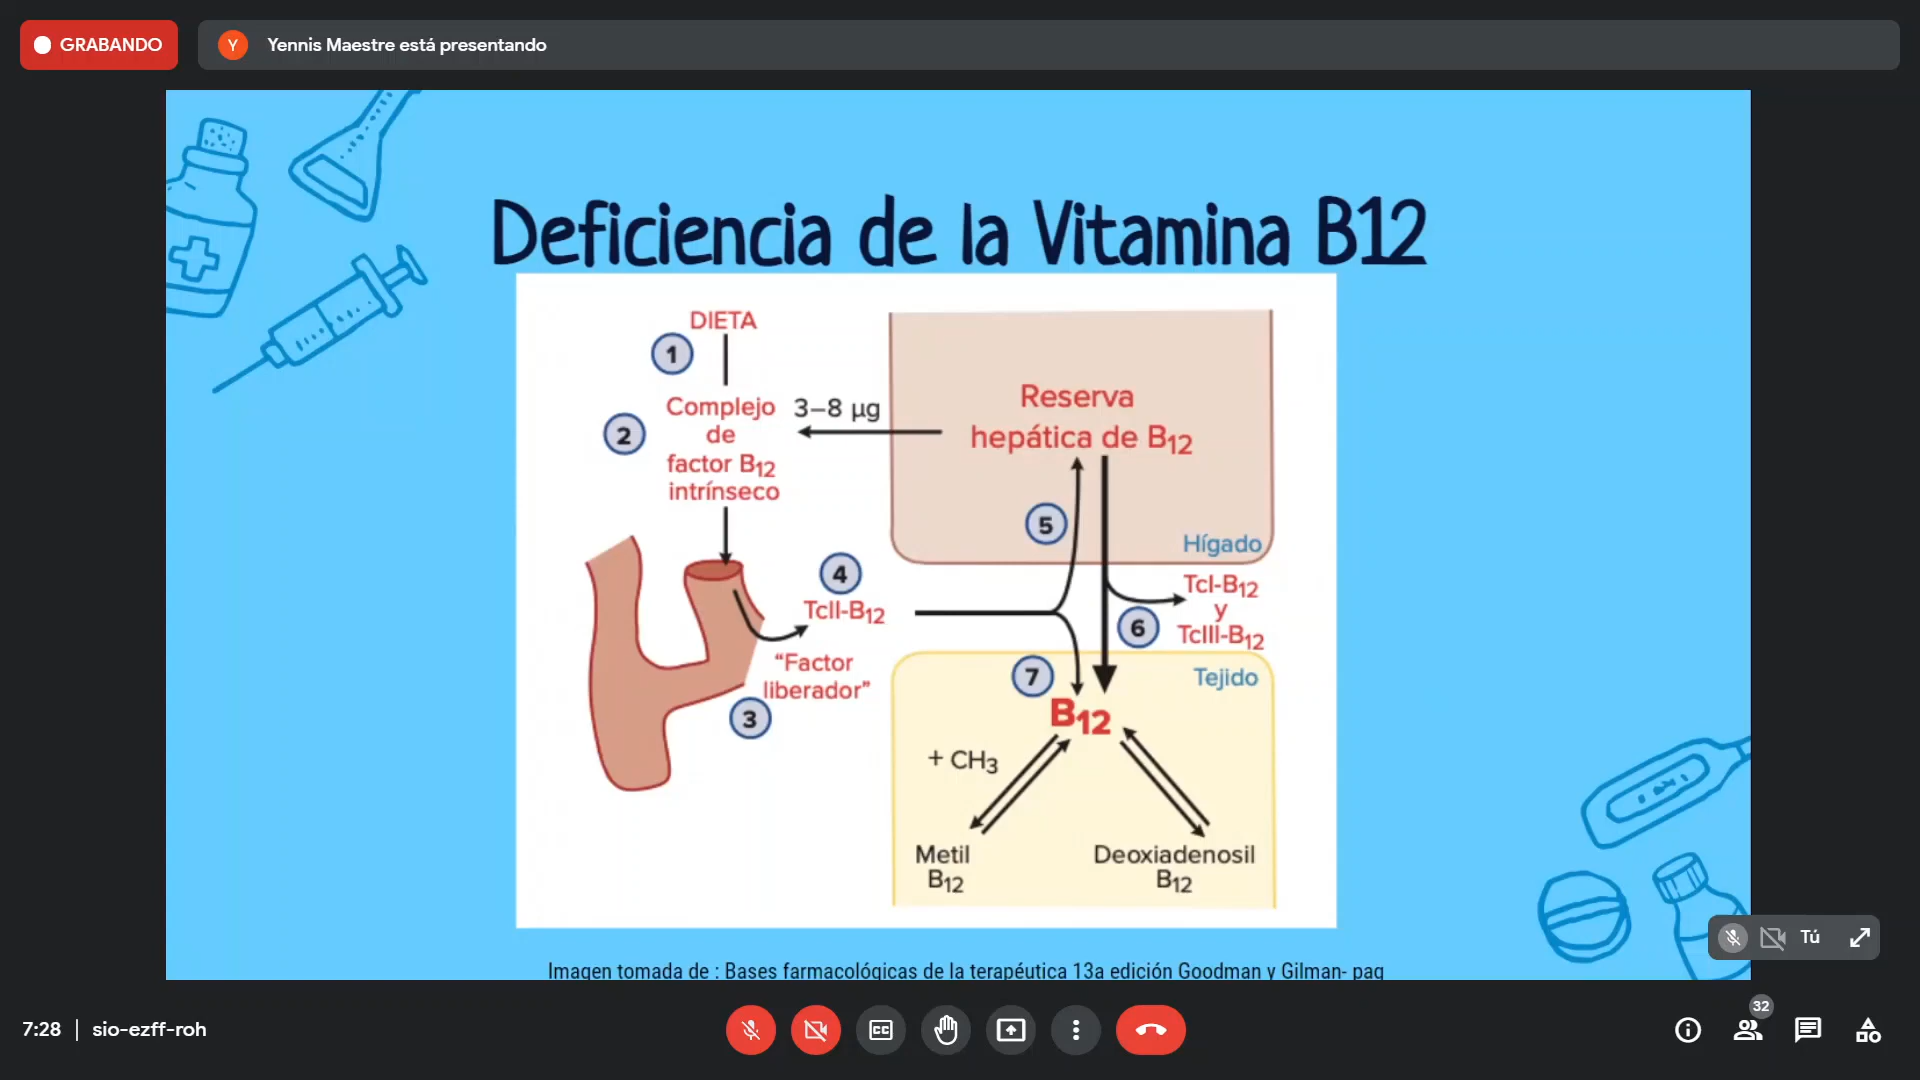 GRABANDO
Y
Yennis Maestre está presentando
Deficiencia de la Vitamina B12
DIETA
1
Complejo
de
factor B12
intrínseco
2
3–8 µg
Reserva
hepática de B12
5
Hígado
4
TcII-B12
TcI-B12
y
TcIII-B12
6
"Factor
liberador"
3
7
Tejido
B12
+ CH3
Metil
B12
Deoxiadenosil
B12
Imagen tomada de : Bases farmacológicas de la terapéutica 13a edición Goodman y Gilman- pag
Tú
7:28 | sio-ezff-roh
CC
32